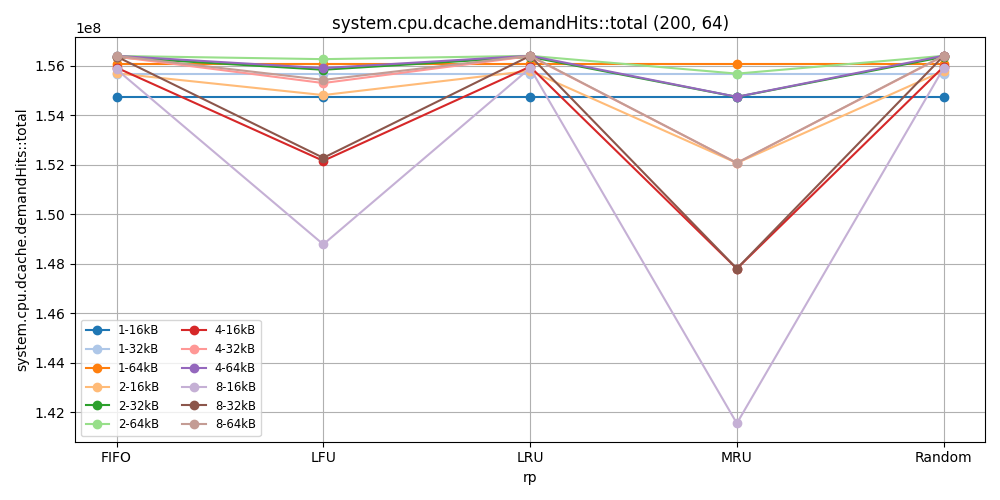 system.cpu.dcache.demandHits::total (200, 64)
1e8
1.56
1.54
1.52
1.50
1.48
1.46
1.44
1.42
system.cpu.dcache.demandHits::total
1-16kB
1-32kB
1-64kB
2-16kB
2-32kB
2-64kB
4-16kB
4-32kB
4-64kB
8-16kB
8-32kB
8-64kB
FIFO
LFU
LRU
MRU
Random
rp